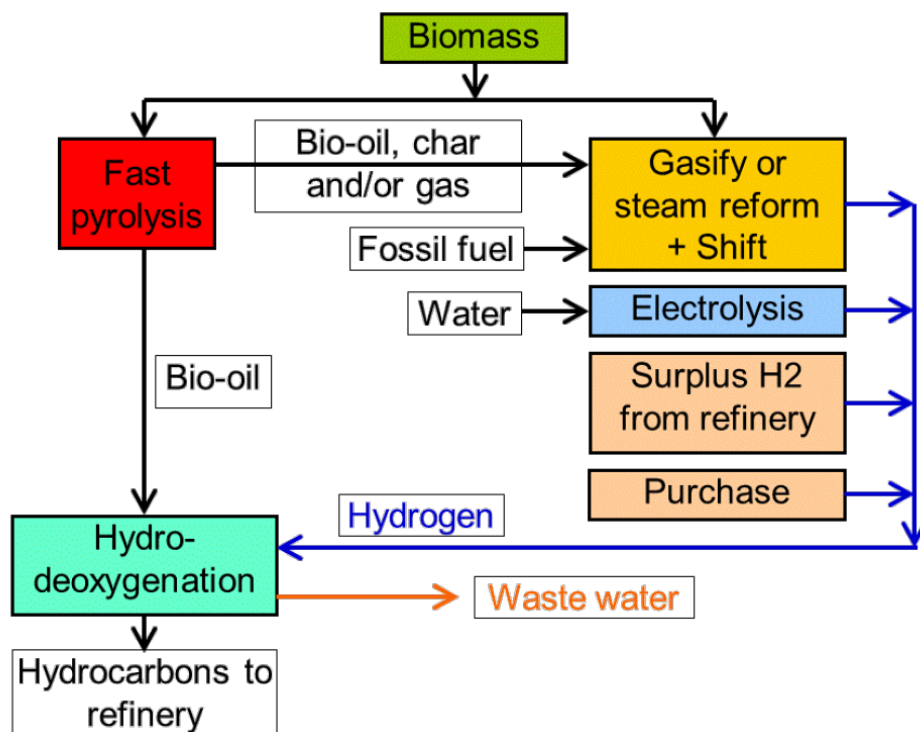 Biomass
Fast
pyrolysis
Bio-oil, char
and/or gas
Gasify or
steam reform
+ Shift
Fossil fuel
Water
Electrolysis
Bio-oil
Surplus H2
from refinery
Purchase
Hydrogen
Hydro-
deoxygenation
Waste water
Hydrocarbons to
refinery